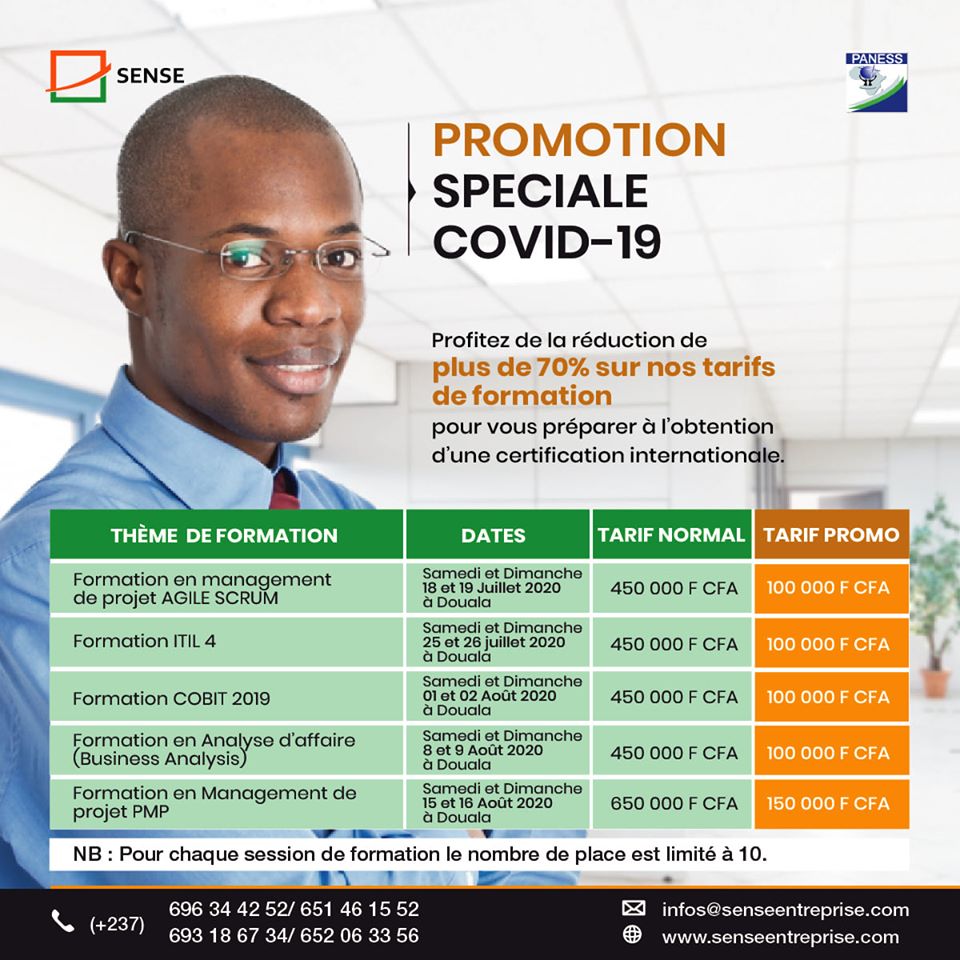 SENSE
PANESS
PROMOTION
SPECIALE
COVID-19
Profitez de la réduction de
plus de 70% sur nos tarifs
de formation
pour vous préparer à l'obtention
d'une certification internationale.
THÈME DE FORMATION DATES TARIF NORMAL TARIF PROMO
Formation en management
de projet AGILE SCRUM
Samedi et Dimanche
18 et 19 Juillet 2020
à Douala
450 000 F CFA
100 000 F CFA
Formation ITIL 4
Samedi et Dimanche
25 et 26 juillet 2020
à Douala
450 000 F CFA
100 000 F CFA
Formation COBIT 2019
Samedi et Dimanche
01 et 02 Août 2020
à Douala
450 000 F CFA
100 000 F CFA
Formation en Analyse d'affaire
(Business Analysis)
Samedi et Dimanche
8 et 9 Août 2020
à Douala
450 000 F CFA
100 000 F CFA
Formation en Management de
projet PMP
Samedi et Dimanche
15 et 16 Août 2020
à Douala
650 000 F CFA
150 000 F CFA
NB : Pour chaque session de formation le nombre de place est limité à 10.
(+237)
696 34 42 52/ 651 46 15 52
693 18 67 34/ 652 06 33 56
infos@senseentreprise.com
www.senseentreprise.com